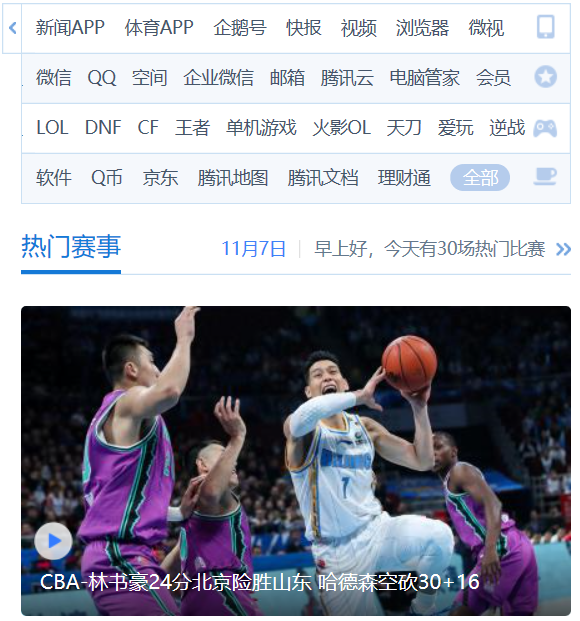 新闻APP 体育APP 企鹅号 快报 视频 浏览器 微视
微信 QQ 空间 企业微信 邮箱 腾讯云 电脑管家 会员
LOL DNF CF 王者 单机游戏 火影OL 天刀 爱玩 逆战
软件 Q币 京东 腾讯地图 腾讯文档 理财通 全部
热门赛事 11月7日 早上好，今天有30场热门比赛
7
CBA-林书豪24分北京险胜山东 哈德森空砍30+16